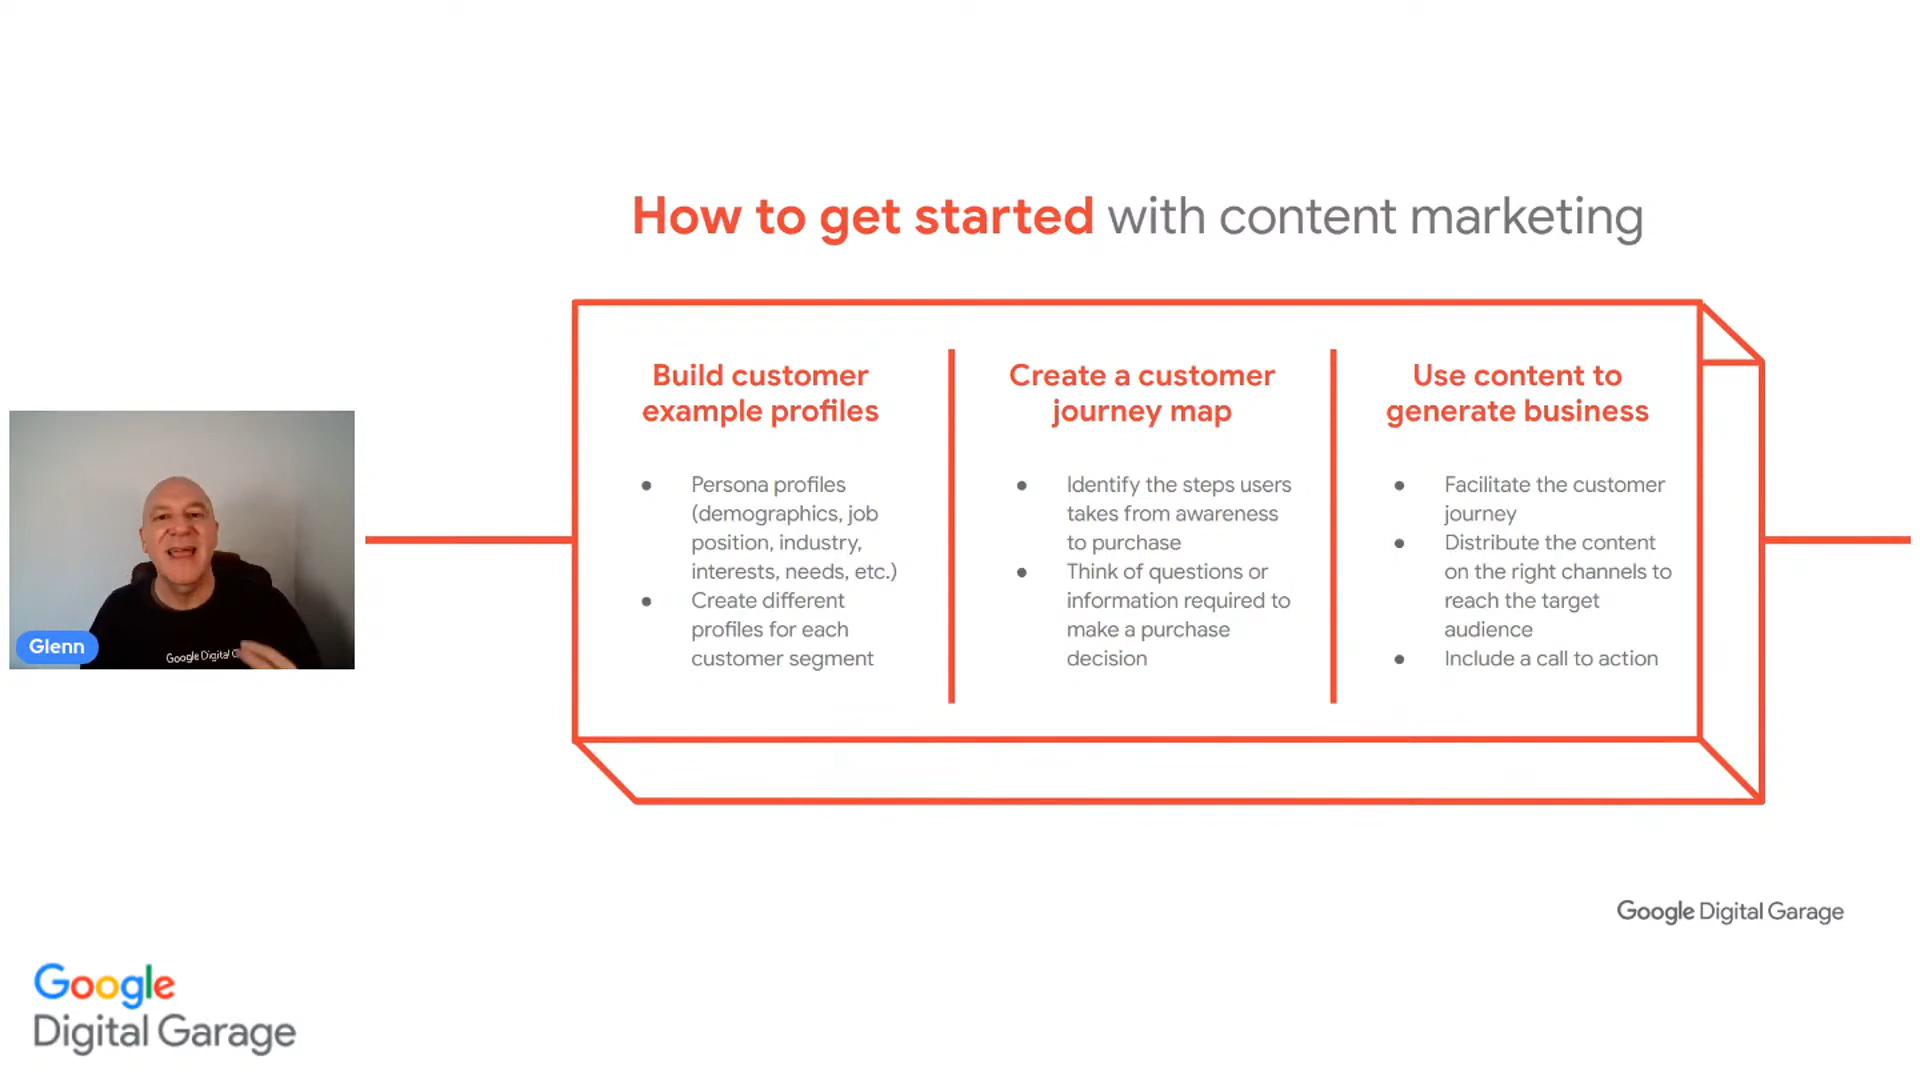 How to get started with content marketing
Build customer
example profiles
● Persona profiles
(demographics, job
position, industry,
interests, needs, etc.)
● Create different
profiles for each
customer segment
Create a customer
journey map
● Identify the steps users
takes from awareness
to purchase
● Think of questions or
information required to
make a purchase
decision
Use content to
generate business
● Facilitate the customer
journey
● Distribute the content
on the right channels to
reach the target
audience
● Include a call to action
Glenn
Google Digital
Google Digital Garage
Google
Digital Garage